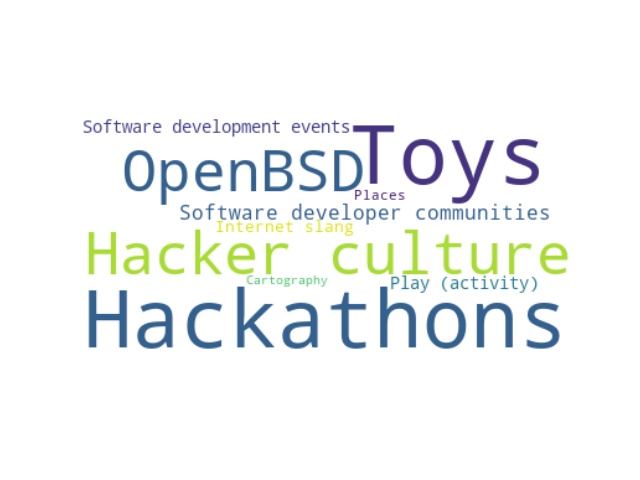 Software development events
Toys
OpenBSD
Places
Software developer communities
Internet slang
Hacker culture
Cartography
Play (activity)
Hackathons